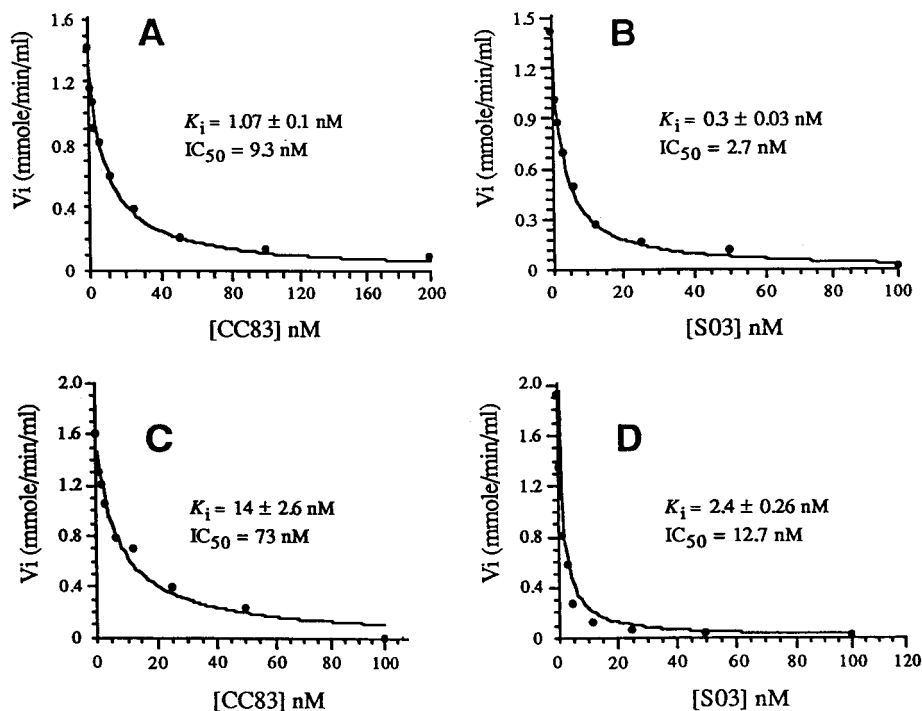 A
Vi (mmole/min/ml)
1.6
1.2
0.8
0.4
0
Ki = 1.07 ± 0.1 nM
IC50 = 9.3 nM
0 40 80 120 160 200
[CC83] nM
B
Vi (mmole/min/ml)
1.5
1.2
0.9
0.6
0.3
0
Ki = 0.3 ± 0.03 nM
IC50 = 2.7 nM
0 20 40 60 80 100
[S03] nM
C
Vi (mmole/min/ml)
2.0
1.6
1.2
0.8
0.4
0
Ki = 14 ± 2.6 nM
IC50 = 73 nM
0 20 40 60 80 100
[CC83] nM
D
Vi (mmole/min/ml)
2.0
1.6
1.2
0.8
0.4
0
Ki = 2.4 ± 0.26 nM
IC50 = 12.7 nM
0 20 40 60 80 100 120
[S03] nM